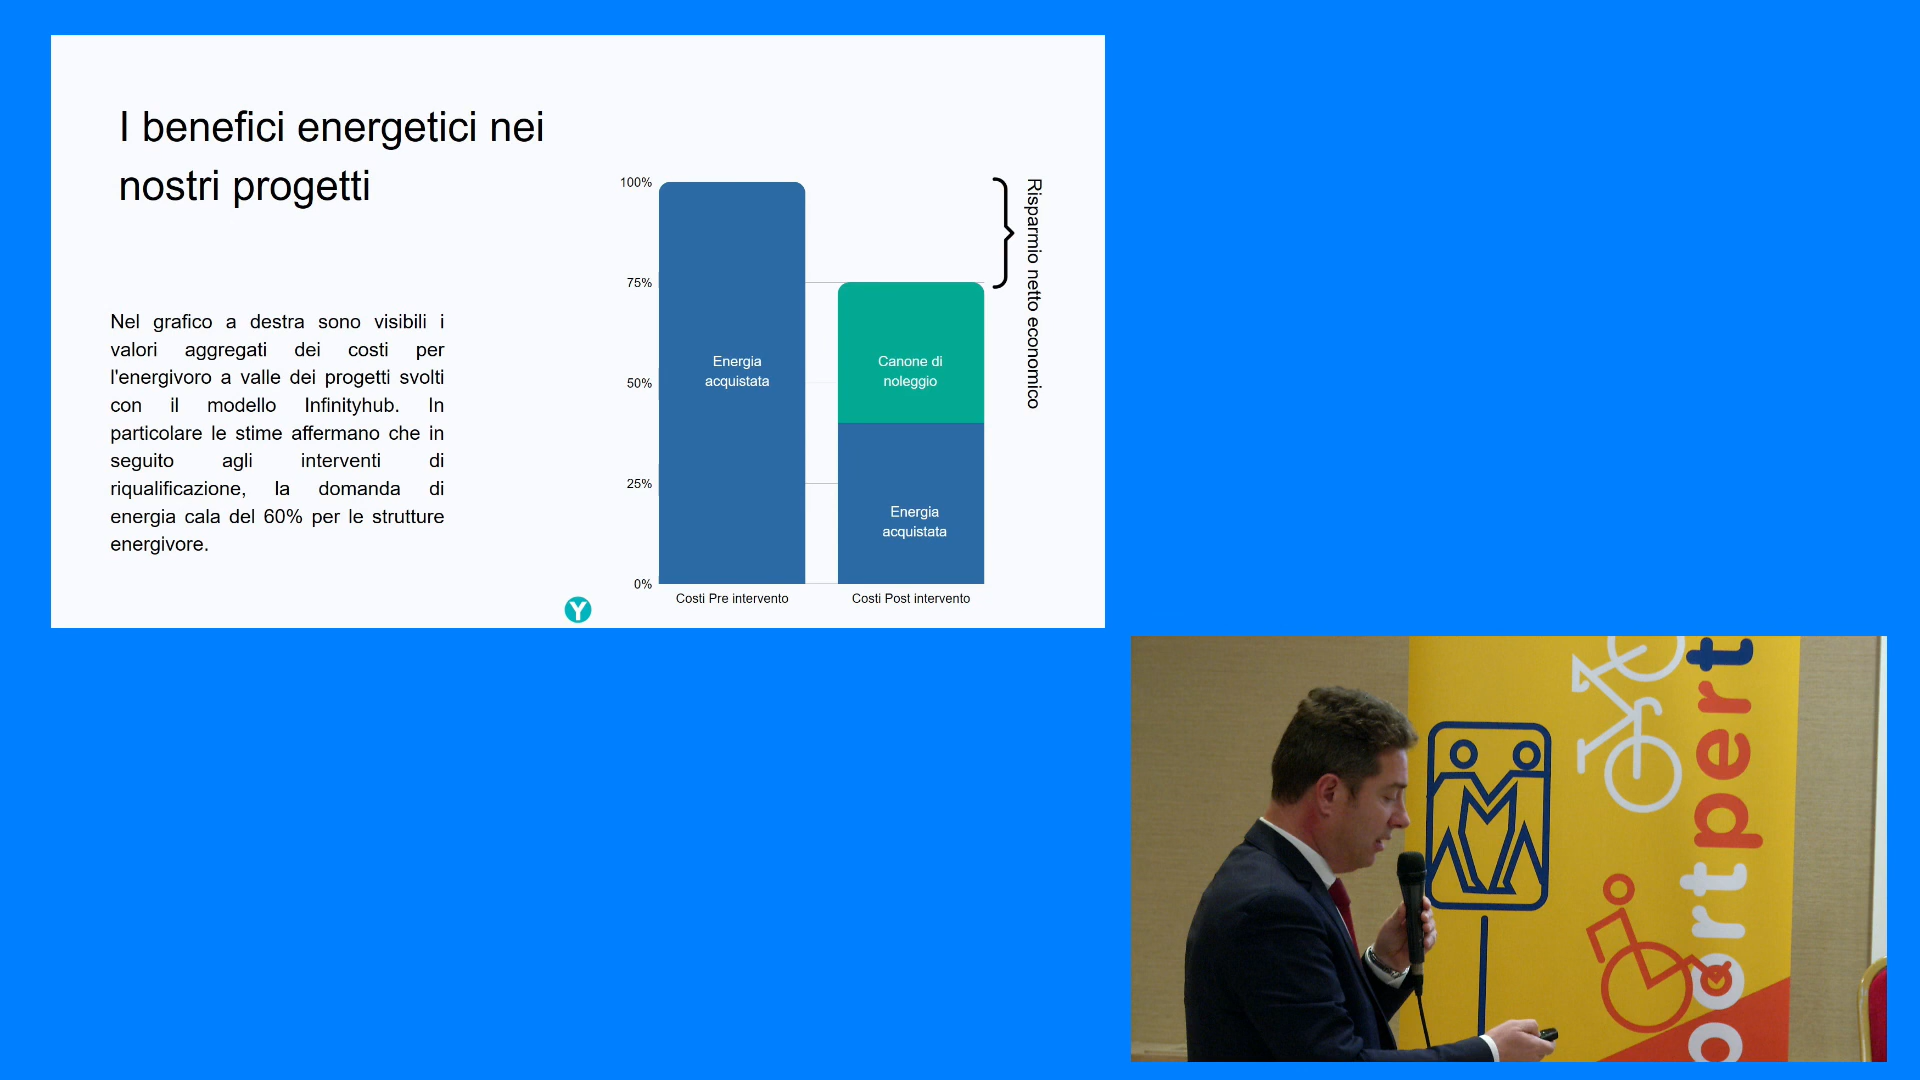 I benefici energetici nei
nostri progetti
Nel grafico a destra sono visibili i
valori aggregati dei costi per
l'energivoro a valle dei progetti svolti
con il modello Infinityhub. In
particolare le stime affermano che in
seguito agli interventi di
riqualificazione, la domanda di
energia cala del 60% per le strutture
energivore.
100%
75%
50%
25%
0%
Energia
acquistata
Canone di
noleggio
Energia
acquistata
Costi Pre intervento
Costi Post intervento
Risparmio netto economico
Y
portpert